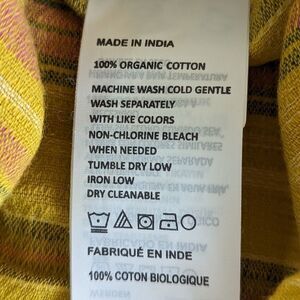 MADE IN INDIA
100% ORGANIC COTTON
MACHINE WASH COLD GENTLE
WASH SEPARATELY
WITH LIKE COLORS
NON-CHLORINE BLEACH
WHEN NEEDED
TUMBLE DRY LOW
IRON LOW
DRY CLEANABLE
FABRIQUÉ EN INDE
100% COTON BIOLOGIQUE